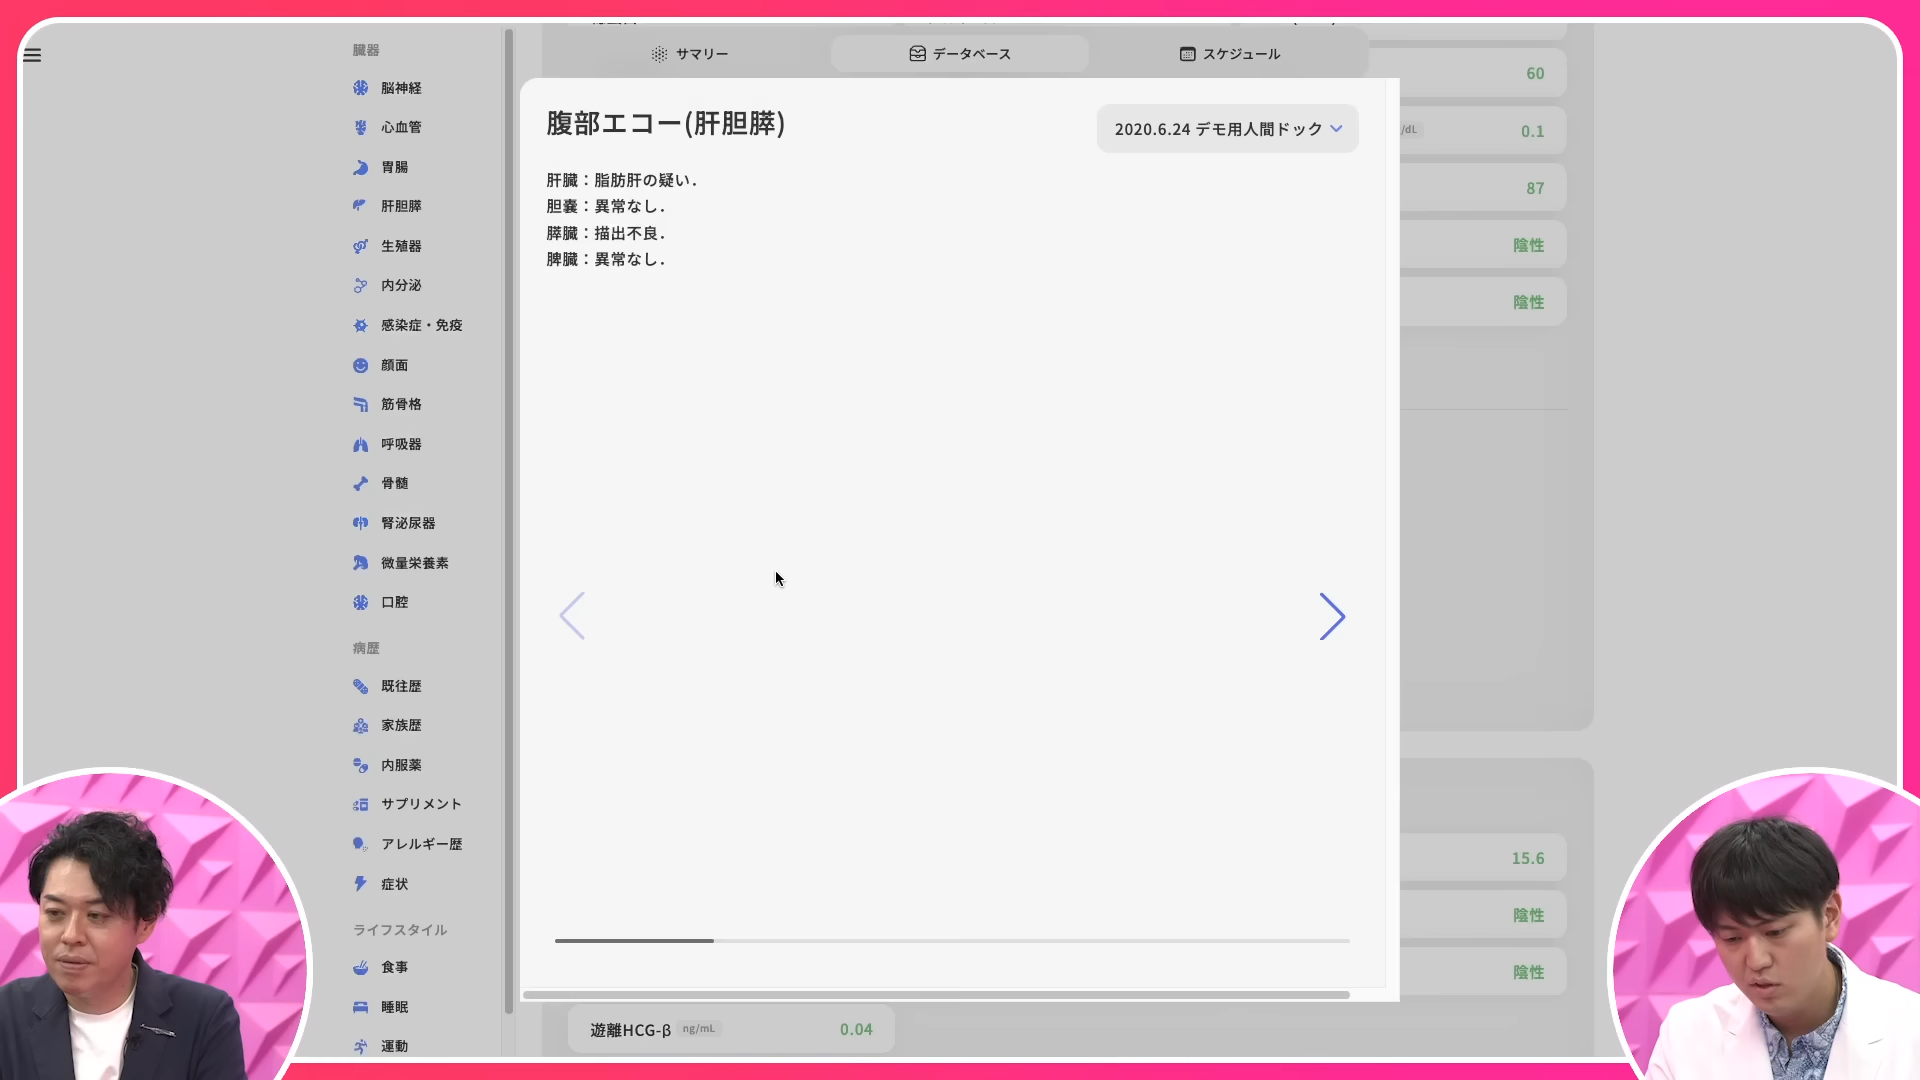 臓器
脳神経
心血管
胃腸
肝胆膵
生殖器
内分泌
感染症・免疫
顔面
筋骨格
呼吸器
骨髄
腎泌尿器
微量栄養素
口腔
病歴
既往歴
家族歴
内服薬
サプリメント
アレルギー歴
症状
ライフスタイル
食事
睡眠
運動
サマリー
データベース
スケジュール
腹部エコー(肝胆膵)
2020.6.24 デモ用人間ドック
肝臓：脂肪肝の疑い．
胆嚢：異常なし．
膵臓：描出不良．
脾臓：異常なし．
60
/dL 0.1
87
陰性
陰性
15.6
陰性
陰性
遊離HCG-β ng/mL 0.04